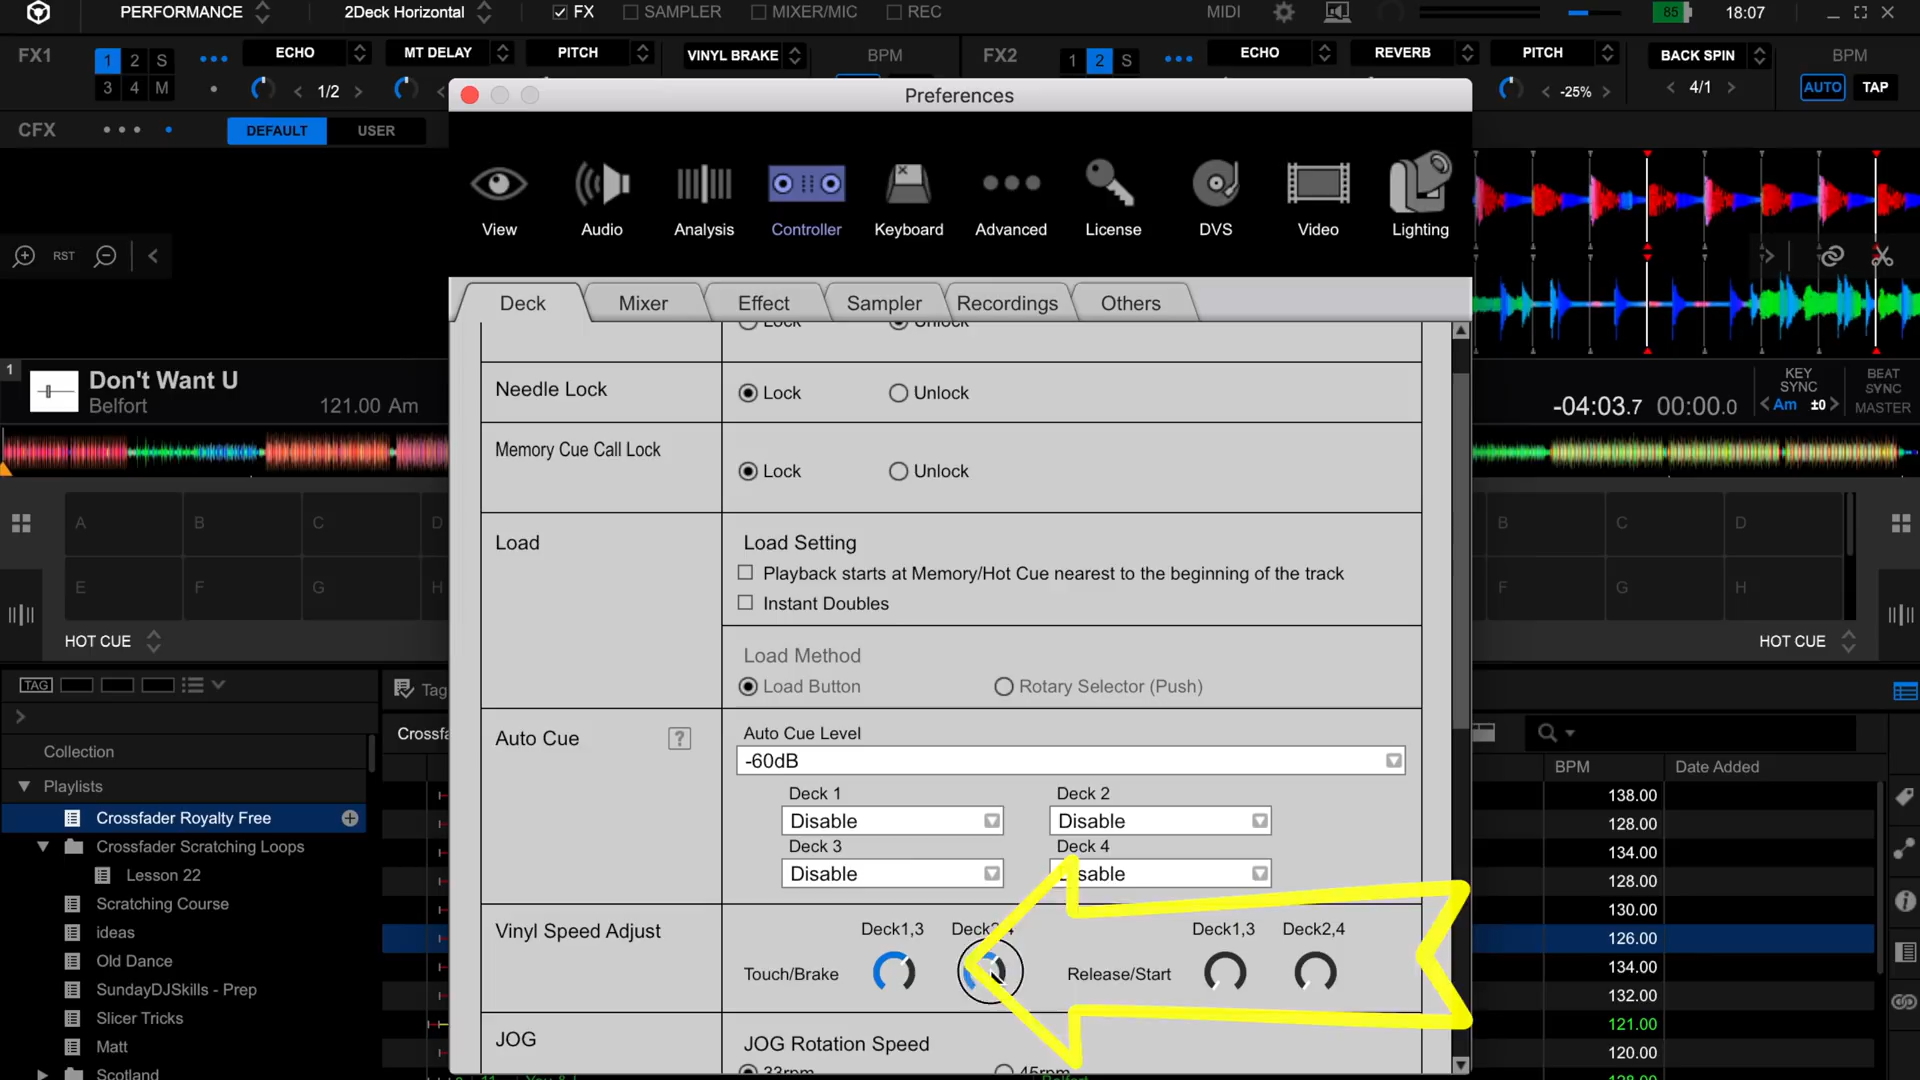 PERFORMANCE
2Deck Horizontal
FX
SAMPLER
MIXER/MIC
REC
MIDI
85
18:07
FX1
1 2 S
3 4 M
ECHO
MT DELAY
PITCH
VINYL BRAKE
BPM
1/2
FX2
1 2 S
ECHO
REVERB
PITCH
-25%
BACK SPIN
4/1
BPM
AUTO
TAP
CFX
DEFAULT
USER
Preferences
View
Audio
Analysis
Controller
Keyboard
Advanced
License
DVS
Video
Lighting
RST
Deck
Mixer
Effect
Sampler
Recordings
Others
Lock
Unlock
Needle Lock
Lock
Unlock
Memory Cue Call Lock
Lock
Unlock
Load
Load Setting
Playback starts at Memory/Hot Cue nearest to the beginning of the track
Instant Doubles
Load Method
Load Button
Rotary Selector (Push)
Auto Cue
?
Auto Cue Level
-60dB
Deck 1
Disable
Deck 2
Disable
Deck 3
Disable
Deck 4
Vinyl Speed Adjust
Touch/Brake
Deck1,3
Release/Start
Deck1,3
Deck2,4
JOG
JOG Rotation Speed
33rpm
45rpm
1
Don't Want U
Belfort
121.00 Am
-04:03.7 00:00.0
KEY
SYNC
Am ±0
BEAT
SYNC
MASTER
A B C D
E F G H
HOT CUE
B C D
F G H
HOT CUE
TAG
Tag
Collection
Playlists
Crossfader Royalty Free
Crossfader Scratching Loops
Lesson 22
Scratching Course
ideas
Old Dance
SundayDJSkills - Prep
Slicer Tricks
Matt
Scotland
BPM
Date Added
138.00
128.00
134.00
128.00
130.00
126.00
134.00
132.00
121.00
120.00